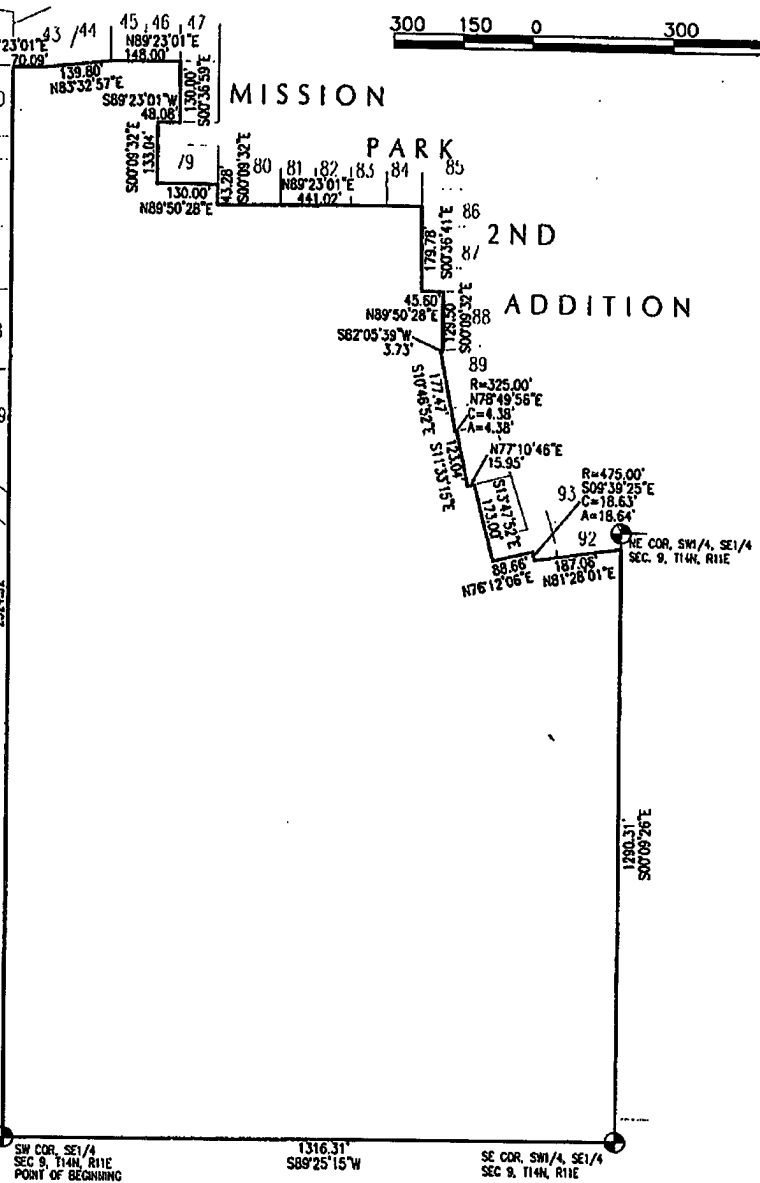 300 150 0 300
43 44
45 46 47
23'01"E
70.09'
139.80'
N83°32'57"E
N89°23'01"E
148.00'
130.00'
S00°36'59"E
S89°23'01"W
48.08'
MISSION
PARK
2ND
ADDITION
S00°09'32"E
133.04'
79
130.00'
N89°50'28"E
43.28'
S00°09'32"E
80 81 82 83 84 85
N89°23'01"E
441.02'
86
87
179.78'
S00°36'41"E
45.60'
N89°50'28"E
129.50'
S00°09'32"E
88
S62°05'39"W
3.73'
89
177.47'
S10°46'52"E
R=325.00'
N78°49'56"E
C=4.38'
A=4.38'
123.04'
S11°33'15"E
N77°10'46"E
15.95'
S13°47'52"E
173.00'
R=475.00'
S09°39'25"E
C=18.63'
A=18.64'
93
92
88.66'
N76°12'06"E
187.06'
N81°28'01"E
NE COR, SW1/4, SE1/4
SEC. 9, T14N, R11E
1290.31'
S00°09'26"E
SW COR, SE1/4
SEC 9, T14N, R11E
POINT OF BEGINNING
1316.31'
S89°25'15"W
SE COR, SW1/4, SE1/4
SEC 9, T14N, R11E